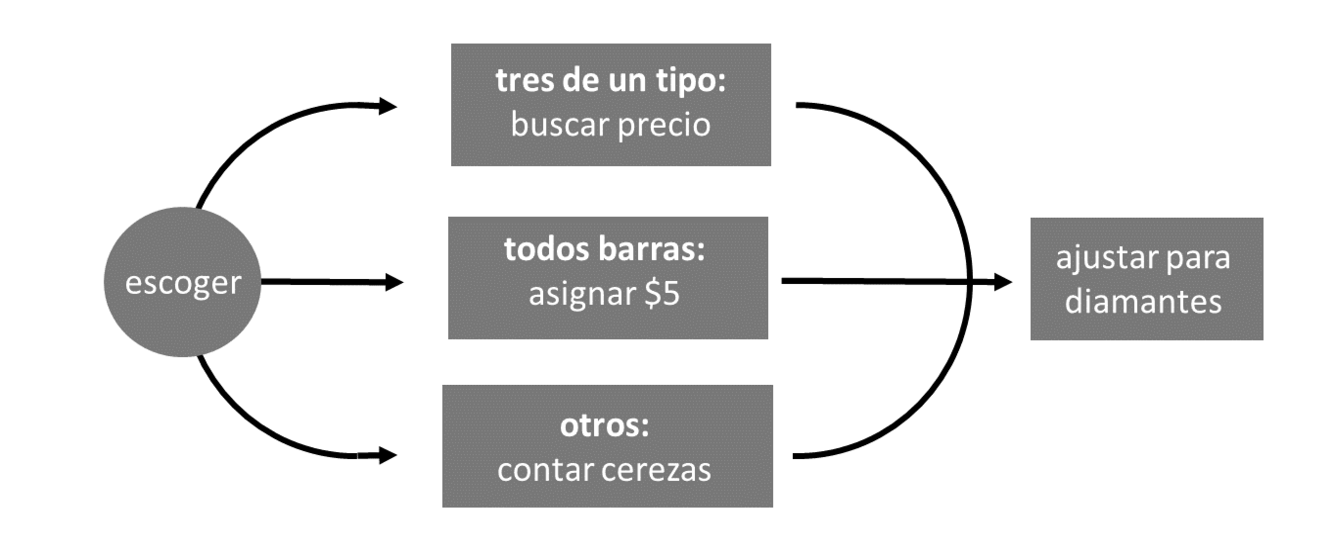 escoger
tres de un tipo:
buscar precio
todos barras:
asignar $5
otros:
contar cerezas
ajustar para
diamantes